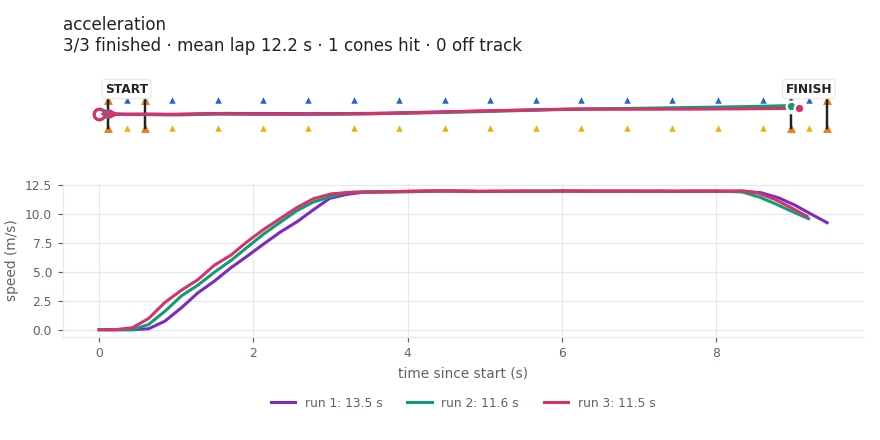 acceleration
3/3 finished · mean lap 12.2 s · 1 cones hit · 0 off track
START
FINISH
12.5
10.0
7.5
5.0
2.5
0.0
speed (m/s)
0
2
4
6
8
time since start (s)
run 1: 13.5 s
run 2: 11.6 s
run 3: 11.5 s